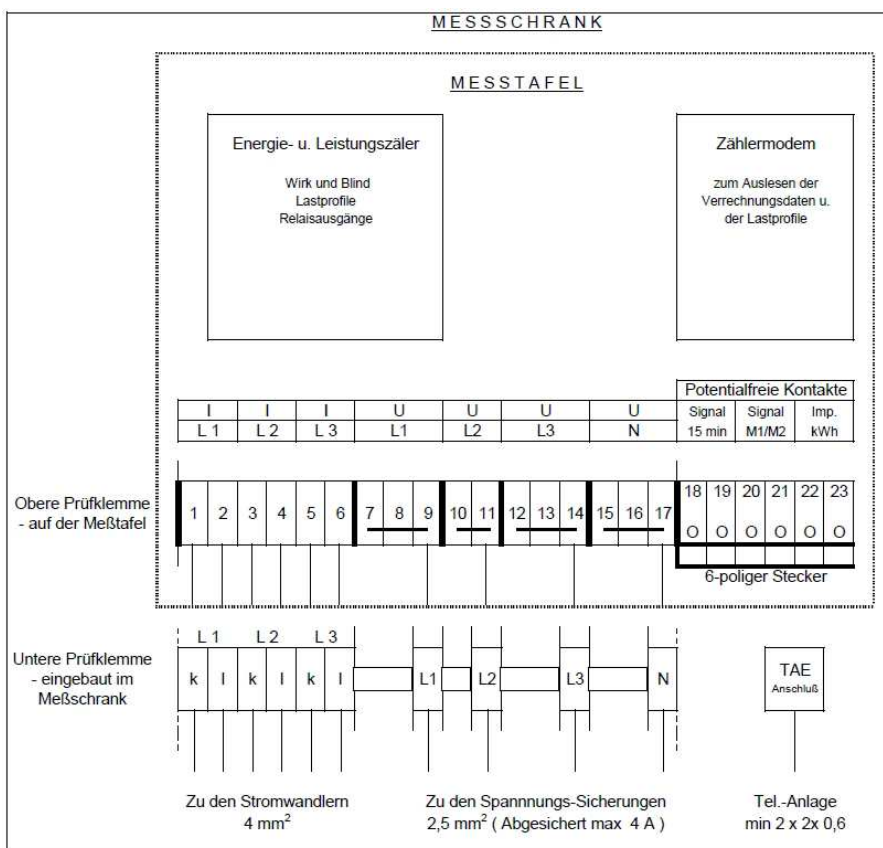 MESSSCHRANK
MESSTAFEL
Energie- u. Leistungszäler
Wirk und Blind
Lastprofile
Relaisausgänge
Zählermodem
zum Auslesen der
Verrechnungsdaten u.
der Lastprofile
Potentialfreie Kontakte
I I I U U U U Signal Signal Imp.
L 1 L 2 L 3 L1 L2 L3 N 15 min M1/M2 kWh
Obere Prüfklemme
- auf der Meßtafel
1 2 3 4 5 6 7 8 9 10 11 12 13 14 15 16 17 18 19 20 21 22 23
O O O O O O
6-poliger Stecker
L 1 L 2 L 3
Untere Prüfklemme
- eingebaut im
Meßschrank
k l k l k l L1 L2 L3 N
TAE
Anschluß
Zu den Stromwandlern
4 mm²
Zu den Spannnungs-Sicherungen
2,5 mm² ( Abgesichert max 4 A )
Tel.-Anlage
min 2 x 2x 0,6